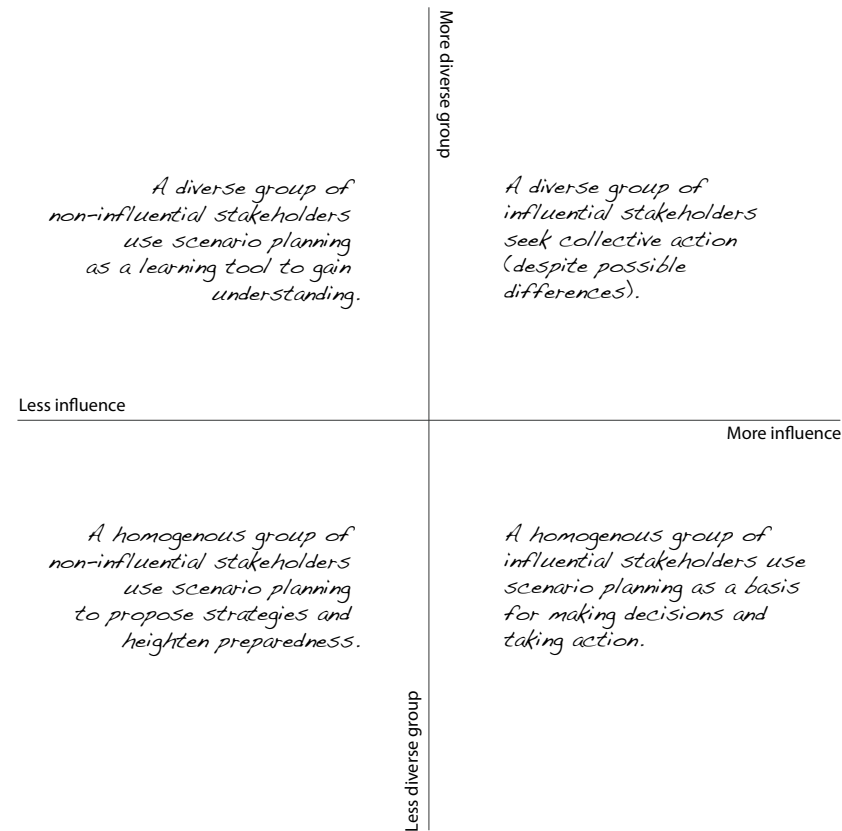 More diverse group
A diverse group of
non-influential stakeholders
use scenario planning
as a learning tool to gain
understanding.
A diverse group of
influential stakeholders
seek collective action
(despite possible
differences).
Less influence
More influence
A homogenous group of
non-influential stakeholders
use scenario planning
to propose strategies and
heighten preparedness.
A homogenous group of
influential stakeholders use
scenario planning as a basis
for making decisions and
taking action.
Less diverse group